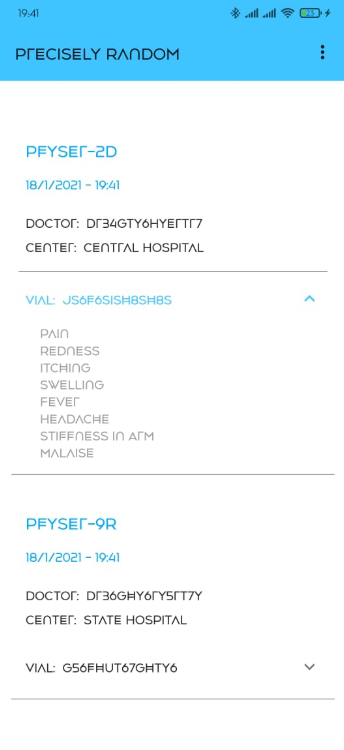 19:41
25
PRECISELY RANDOM
PFYSER-2D
18/1/2021 - 19:41
DOCTOR: DR34GTY6HYERTR7
CENTER: CENTRAL HOSPITAL
VIAL: JS6F6SISH8SH8S
PAIN
REDNESS
ITCHING
SWELLING
FEVER
HEADACHE
STIFFNESS IN ARM
MALAISE
PFYSER-9R
18/1/2021 - 19:41
DOCTOR: DR36GHY6RY5RT7Y
CENTER: STATE HOSPITAL
VIAL: G56FHUT67GHTY6